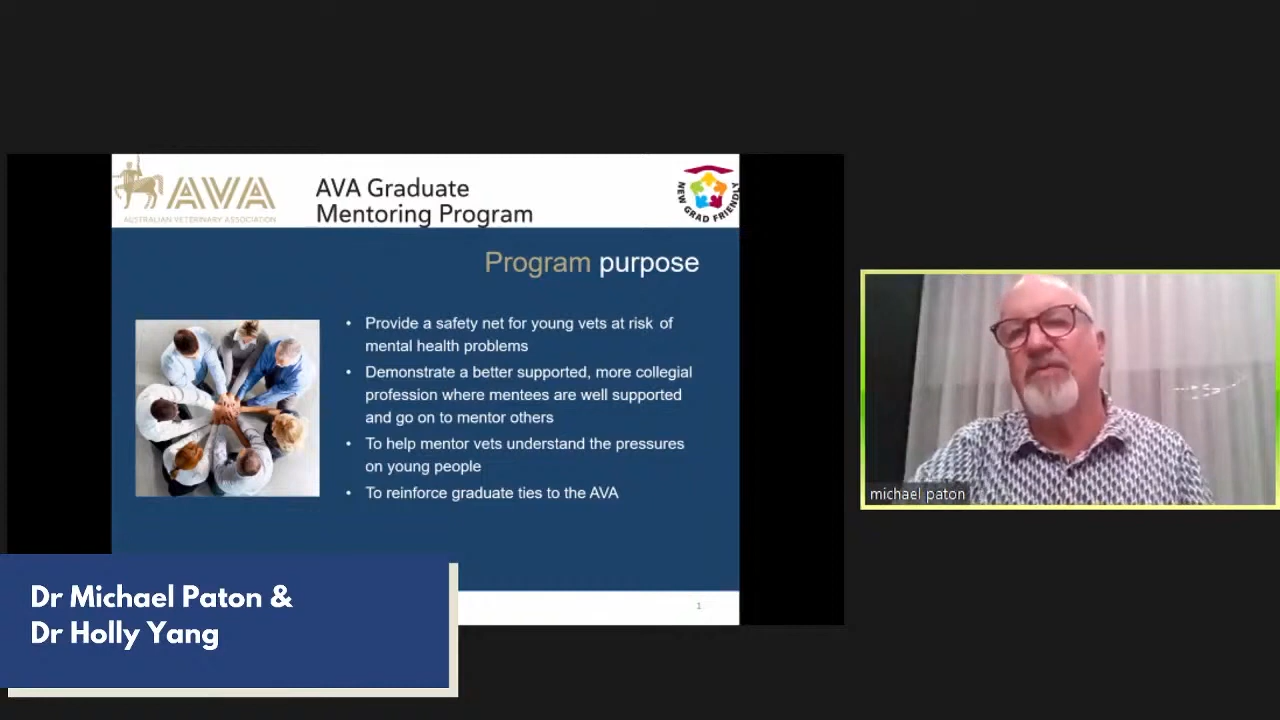 AVA
AUSTRALIAN VETERINARY ASSOCIATION
AVA Graduate
Mentoring Program
NEW GRAD FRIENDLY
Program purpose
• Provide a safety net for young vets at risk of
mental health problems
• Demonstrate a better supported, more collegial
profession where mentees are well supported
and go on to mentor others
• To help mentor vets understand the pressures
on young people
• To reinforce graduate ties to the AVA
1
michael paton
Dr Michael Paton &
Dr Holly Yang